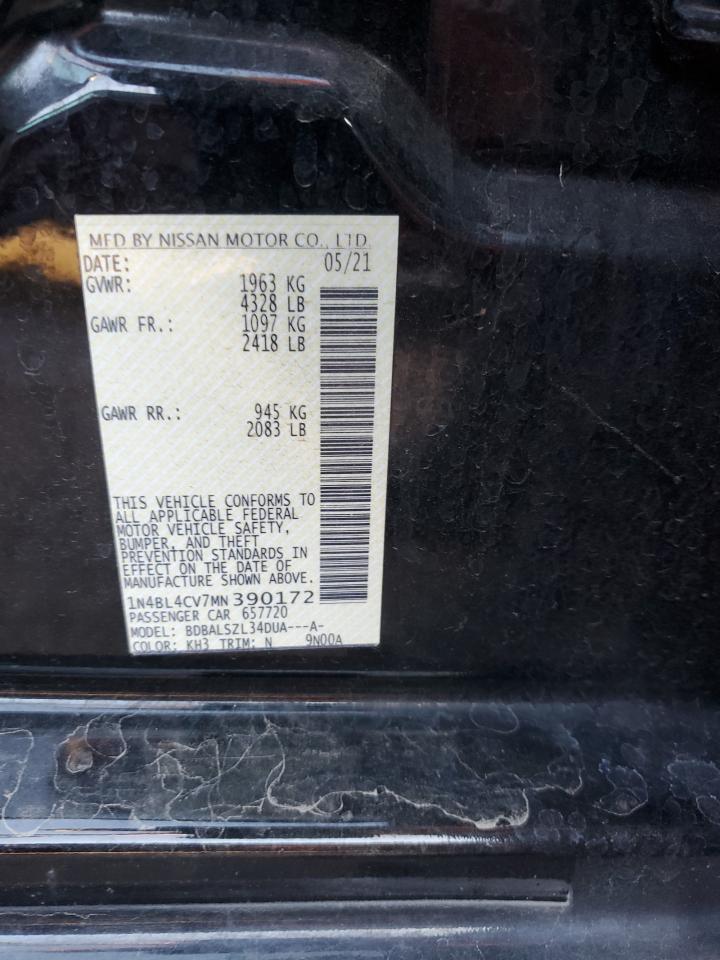 MFD BY NISSAN MOTOR CO., LTD.
DATE: 05/21
GVWR: 1963 KG
4328 LB
GAWR FR.: 1097 KG
2418 LB
GAWR RR.: 945 KG
2083 LB
THIS VEHICLE CONFORMS TO
ALL APPLICABLE FEDERAL
MOTOR VEHICLE SAFETY,
BUMPER, AND THEFT
PREVENTION STANDARDS IN
EFFECT ON THE DATE OF
MANUFACTURE SHOWN ABOVE.
1N4BL4CV7MN390172
PASSENGER CAR 657720
MODEL: BDBALSZL34DUA---A-
COLOR: KH3 TRIM: N 9N00A